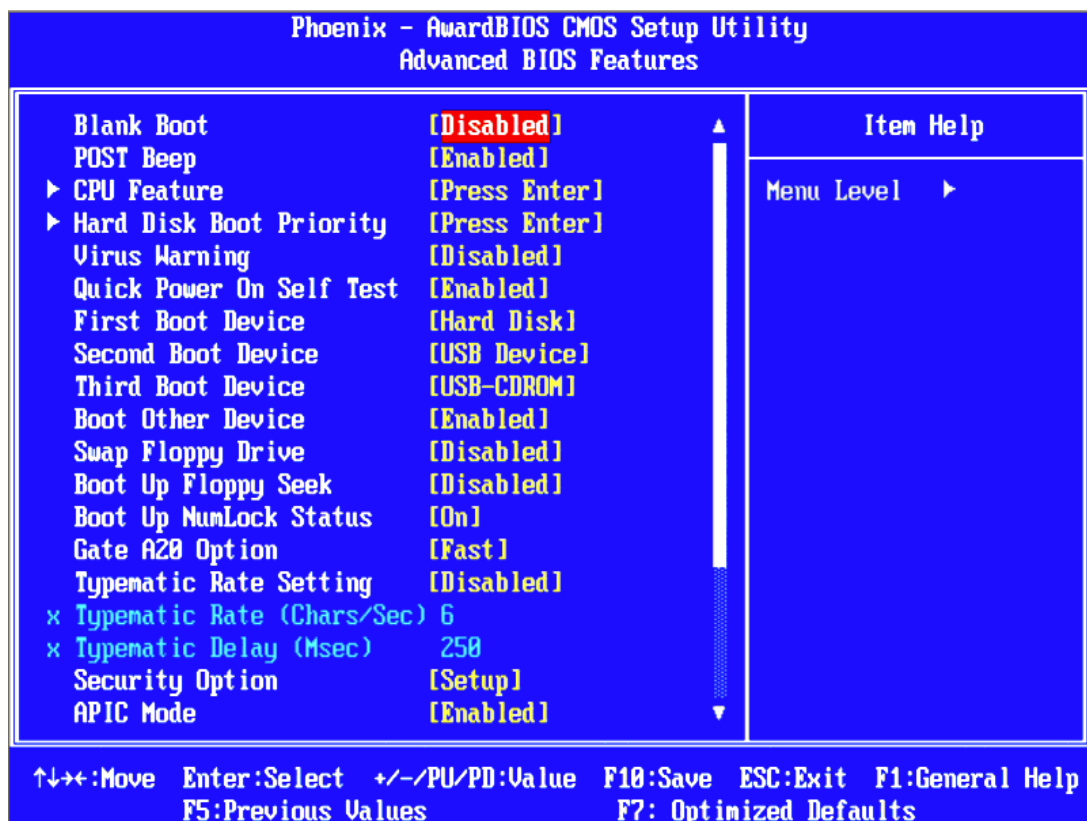 Phoenix - AwardBIOS CMOS Setup Utility
Advanced BIOS Features
Blank Boot [Disabled]
POST Beep [Enabled]
▶ CPU Feature [Press Enter]
▶ Hard Disk Boot Priority [Press Enter]
Virus Warning [Disabled]
Quick Power On Self Test [Enabled]
First Boot Device [Hard Disk]
Second Boot Device [USB Device]
Third Boot Device [USB-CDROM]
Boot Other Device [Enabled]
Swap Floppy Drive [Disabled]
Boot Up Floppy Seek [Disabled]
Boot Up NumLock Status [On]
Gate A20 Option [Fast]
Typematic Rate Setting [Disabled]
x Typematic Rate (Chars/Sec) 6
x Typematic Delay (Msec) 250
Security Option [Setup]
APIC Mode [Enabled]
Item Help
Menu Level ▶
↑↓→←:Move Enter:Select +/-/PU/PD:Value F10:Save ESC:Exit F1:General Help
F5:Previous Values F7: Optimized Defaults